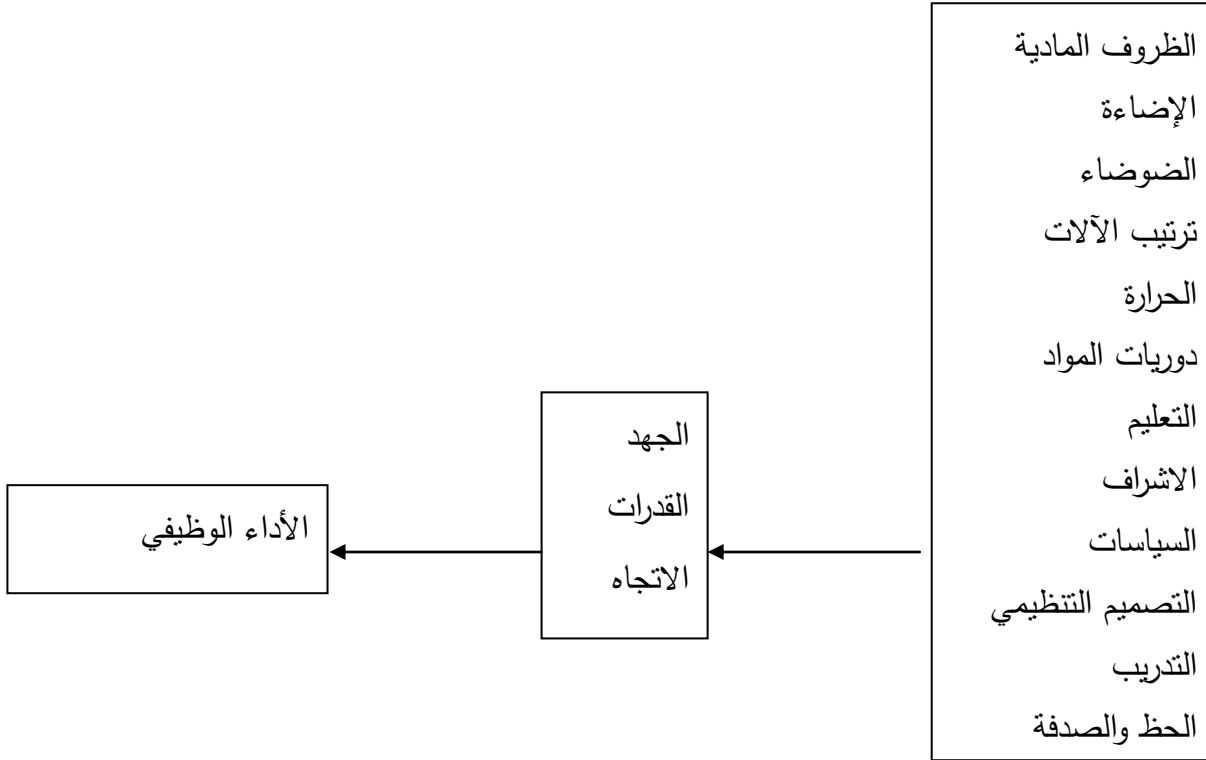 الظروف المادية
الإضاءة
الضوضاء
ترتيب الآلات
الحرارة
دوريات المواد
التعليم
الاشراف
السياسات
التصميم التنظيمي
التدريب
الحظ والصدفة
الجهد
القدرات
الاتجاه
الأداء الوظيفي